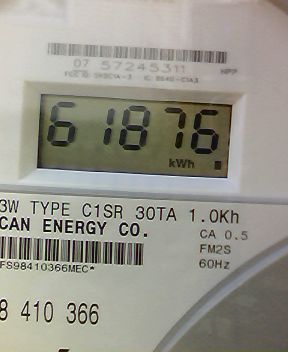 07 57245311
NPP
61876
kWh
3W TYPE C1SR 30TA 1.0Kh
CAN ENERGY CO.
CA 0.5
FM2S
FS98410366MEC*
60Hz
8 410 366